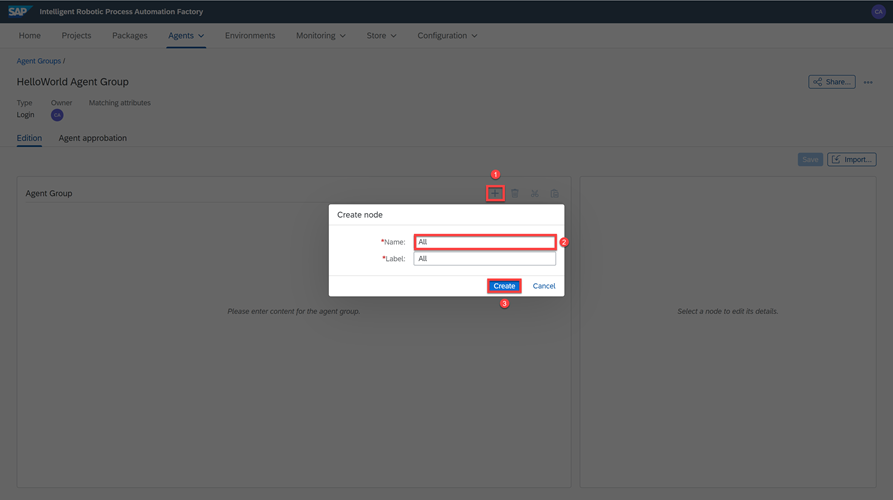 SAP Intelligent Robotic Process Automation Factory CA
Home Projects Packages Agents Environments Monitoring Store Configuration
Agent Groups /
HelloWorld Agent Group Share... •••
Type Owner Matching attributes
Login CA
Edition Agent approbation
Save Import...
1
Agent Group
Create node
*Name: All 2
*Label: All
Create Cancel
3
Please enter content for the agent group. Select a node to edit its details.